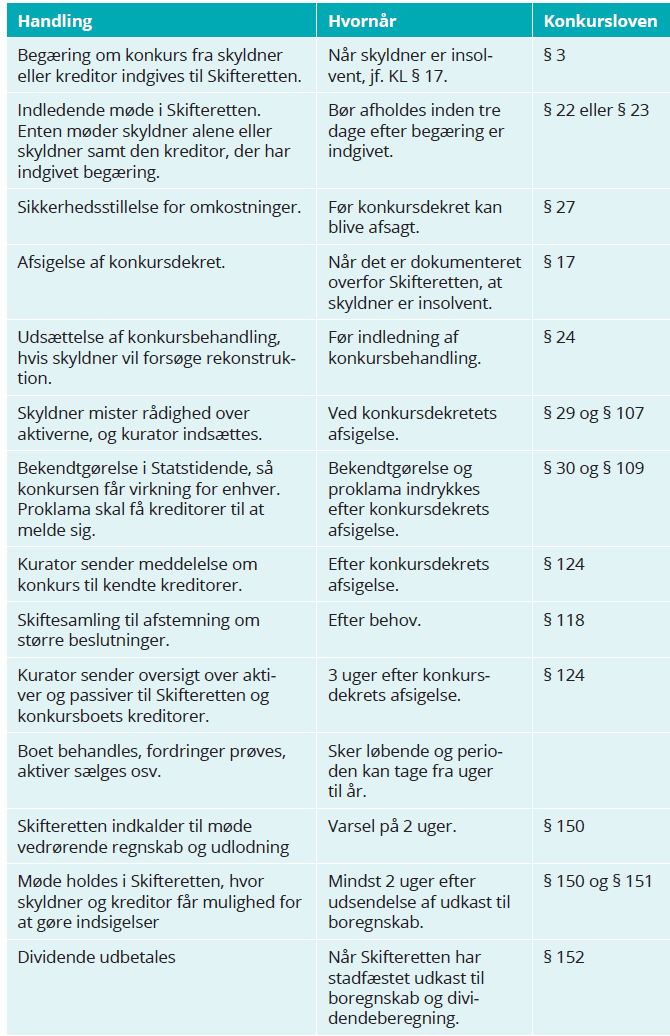 Handling Hvornår Konkursloven
Begæring om konkurs fra skyldner
eller kreditor indgives til Skifteretten.
Når skyldner er insol-
vent, jf. KL § 17.
§ 3
Indledende møde i Skifteretten.
Enten møder skyldner alene eller
skyldner samt den kreditor, der har
indgivet begæring.
Bør afholdes inden tre
dage efter begæring er
indgivet.
§ 22 eller § 23
Sikkerhedsstillelse for omkostninger.
Før konkursdekret kan
blive afsagt.
§ 27
Afsigelse af konkursdekret.
Når det er dokumenteret
overfor Skifteretten, at
skyldner er insolvent.
§ 17
Udsættelse af konkursbehandling,
hvis skyldner vil forsøge rekonstruk-
tion.
Før indledning af
konkursbehandling.
§ 24
Skyldner mister rådighed over
aktiverne, og kurator indsættes.
Ved konkursdekretets
afsigelse.
§ 29 og § 107
Bekendtgørelse i Statstidende, så
konkursen får virkning for enhver.
Proklama skal få kreditorer til at
melde sig.
Bekendtgørelse og
proklama indrykkes
efter konkursdekrets
afsigelse.
§ 30 og § 109
Kurator sender meddelelse om
konkurs til kendte kreditorer.
Efter konkursdekrets
afsigelse.
§ 124
Skiftesamling til afstemning om
større beslutninger.
Efter behov.
§ 118
Kurator sender oversigt over akti-
ver og passiver til Skifteretten og
konkursboets kreditorer.
3 uger efter konkurs-
dekrets afsigelse.
§ 124
Boet behandles, fordringer prøves,
aktiver sælges osv.
Sker løbende og perio-
den kan tage fra uger
til år.
Skifteretten indkalder til møde
vedrørende regnskab og udlodning
Varsel på 2 uger.
§ 150
Møde holdes i Skifteretten, hvor
skyldner og kreditor får mulighed for
at gøre indsigelser
Mindst 2 uger efter
udsendelse af udkast til
boregnskab.
§ 150 og § 151
Dividende udbetales
Når Skifteretten har
stadfæstet udkast til
boregnskab og divi-
dendeberegning.
§ 152